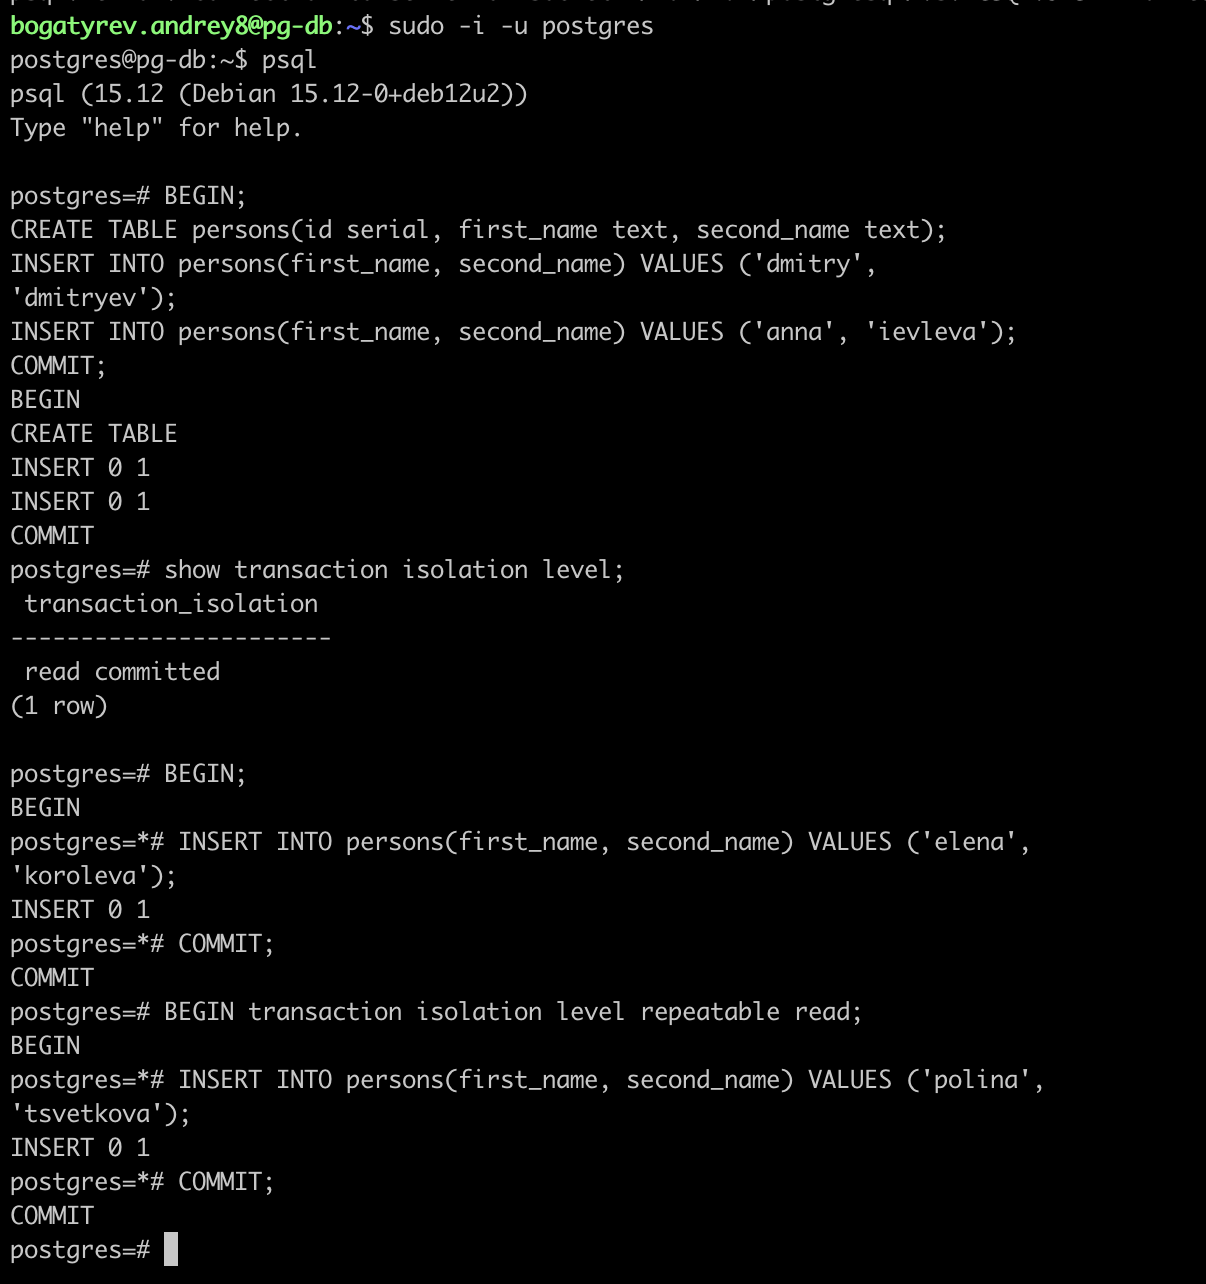 bogatyrev.andrey8@pg-db:~$ sudo -i -u postgres
postgres@pg-db:~$ psql
psql (15.12 (Debian 15.12-0+deb12u2))
Type "help" for help.
postgres=# BEGIN;
CREATE TABLE persons(id serial, first_name text, second_name text);
INSERT INTO persons(first_name, second_name) VALUES ('dmitry',
'dmitryev');
INSERT INTO persons(first_name, second_name) VALUES ('anna', 'ievleva');
COMMIT;
BEGIN
CREATE TABLE
INSERT 0 1
INSERT 0 1
COMMIT
postgres=# show transaction isolation level;
 transaction_isolation
-----------------------
 read committed
(1 row)
postgres=# BEGIN;
BEGIN
postgres=*# INSERT INTO persons(first_name, second_name) VALUES ('elena',
'koroleva');
INSERT 0 1
postgres=*# COMMIT;
COMMIT
postgres=# BEGIN transaction isolation level repeatable read;
BEGIN
postgres=*# INSERT INTO persons(first_name, second_name) VALUES ('polina',
'tsvetkova');
INSERT 0 1
postgres=*# COMMIT;
COMMIT
postgres=#